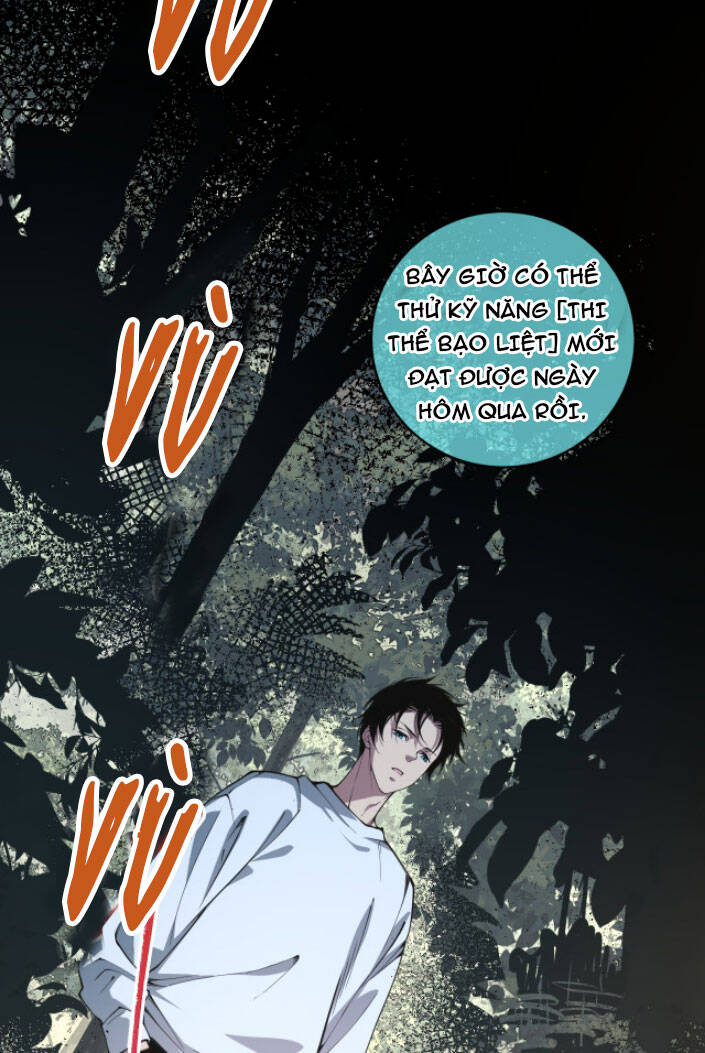 VÙ
BÂY GIỜ CÓ THỂ
THỬ KỸ NĂNG [THI
THỂ BẠO LIỆT] MỚI
ĐẠT ĐƯỢC NGÀY
HÔM QUA RỒI.
VÙ
VÙ